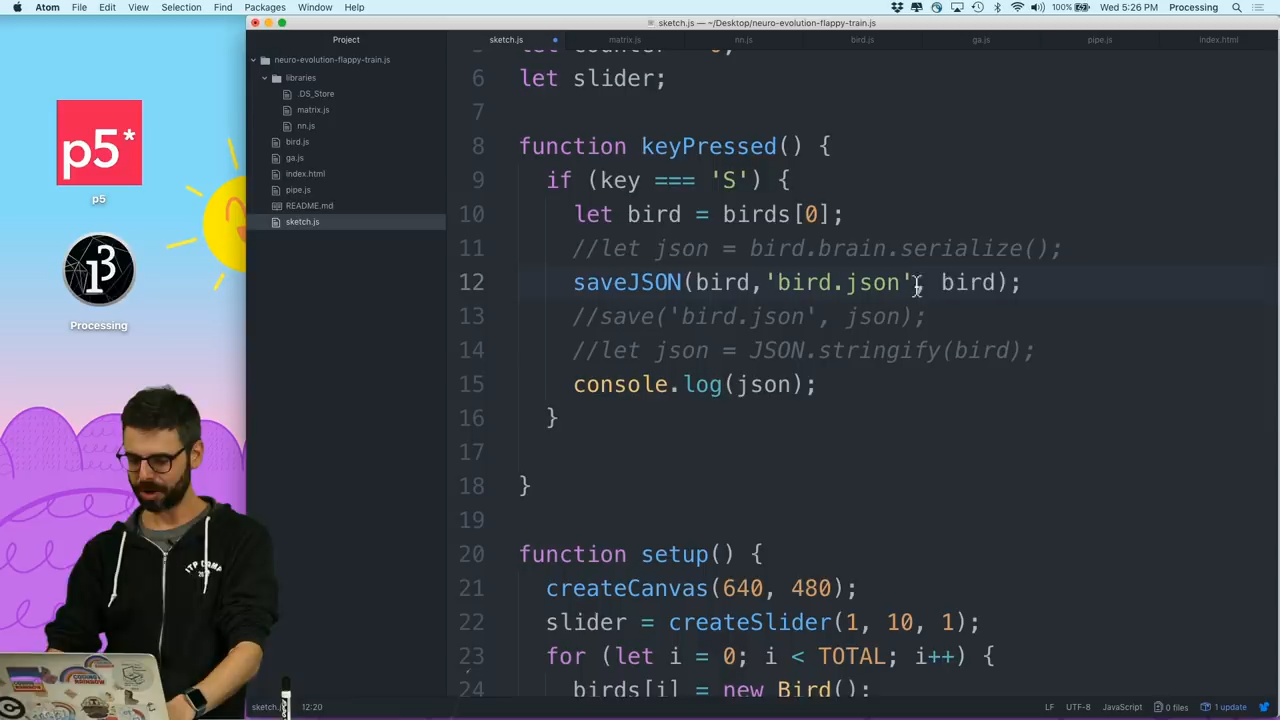 Atom File Edit View Selection Find Packages Window Help
100% Wed 5:26 PM Processing
sketch.js — ~/Desktop/neuro-evolution-flappy-train.js
Project
sketch.js matrix.js nn.js bird.js ga.js pipe.js index.html
neuro-evolution-flappy-train.js
libraries
.DS_Store
matrix.js
nn.js
bird.js
ga.js
index.html
pipe.js
README.md
sketch.js
p5*
p5
Processing
6 let slider;
7
8 function keyPressed() {
9 if (key === 'S') {
10 let bird = birds[0];
11 //let json = bird.brain.serialize();
12 saveJSON(bird,'bird.json', bird);
13 //save('bird.json', json);
14 //let json = JSON.stringify(bird);
15 console.log(json);
16 }
17
18 }
19
20 function setup() {
21 createCanvas(640, 480);
22 slider = createSlider(1, 10, 1);
23 for (let i = 0; i < TOTAL; i++) {
24 birds[i] = new Bird();
ITP CAMP
CODING
RAINBOW
sketch.js 12:20 LF UTF-8 JavaScript 0 files 1 update